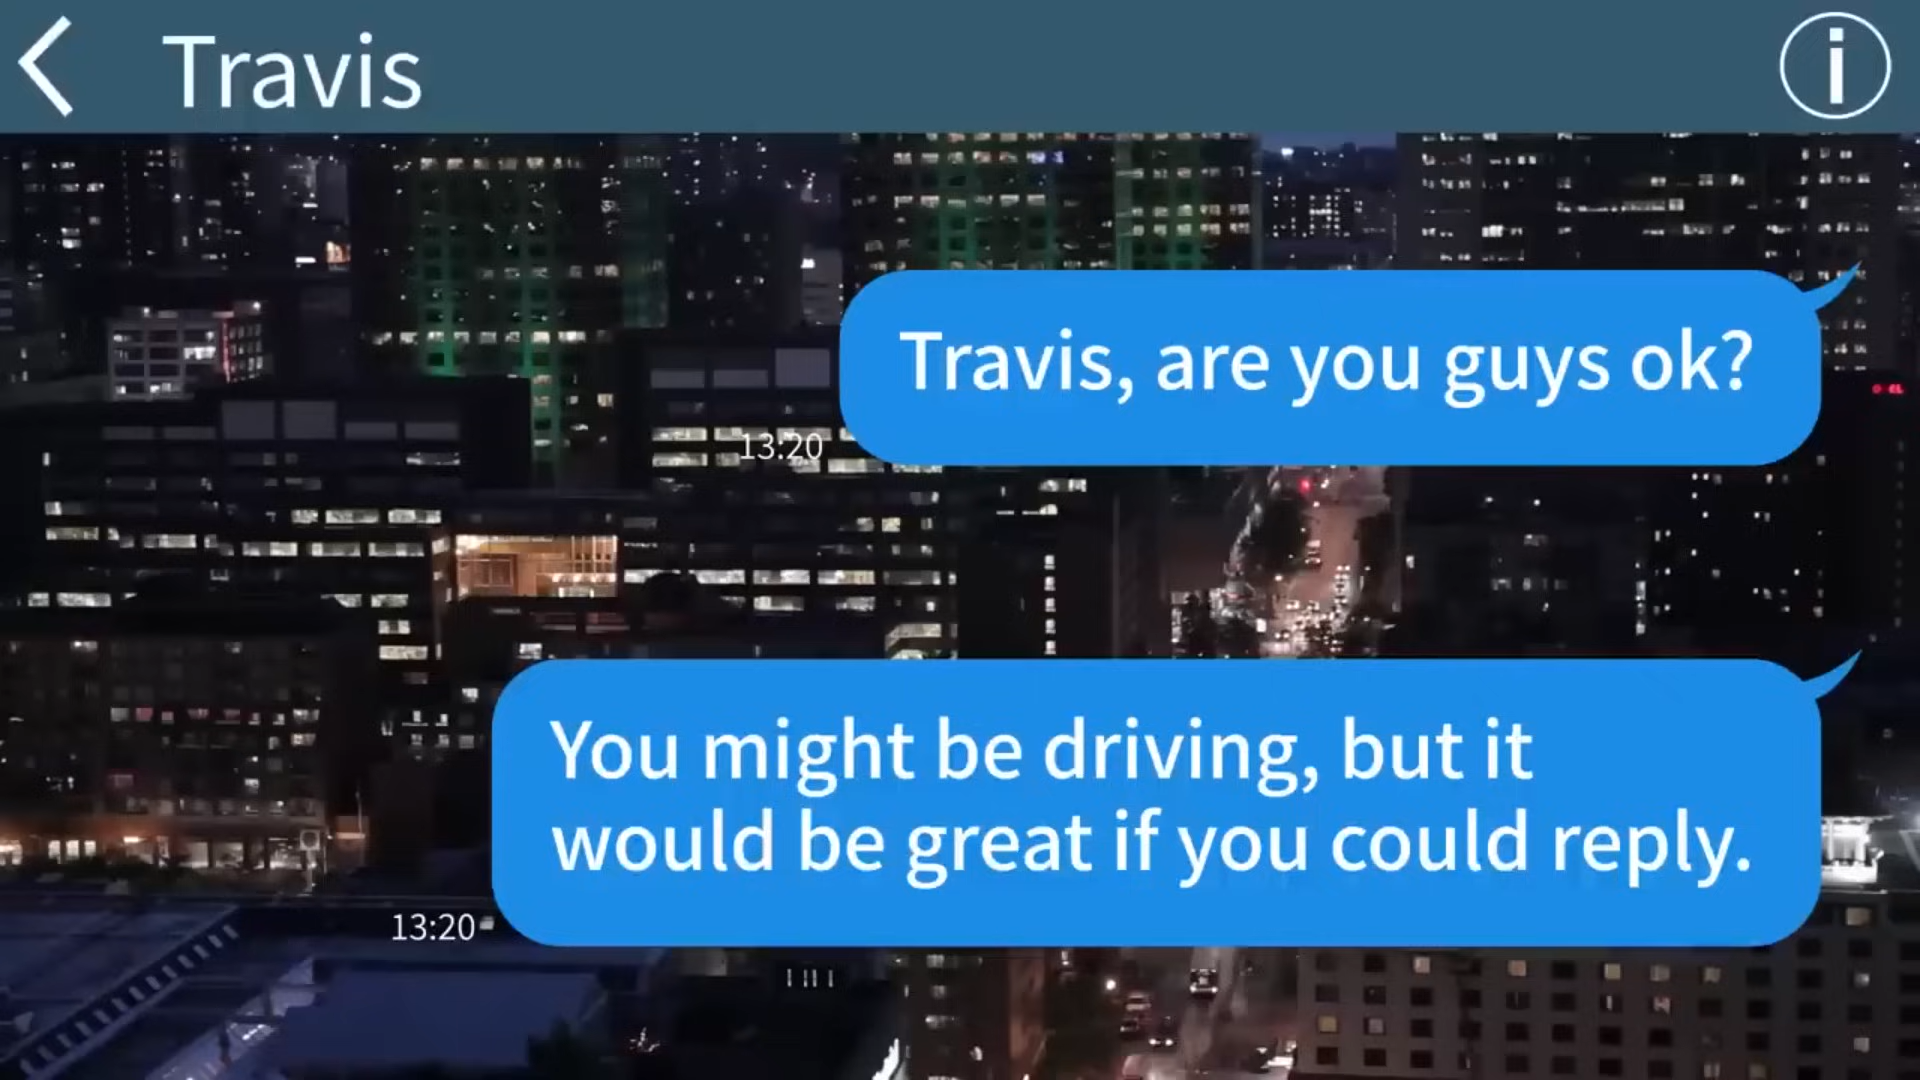 Travis
Travis, are you guys ok?
13:20
You might be driving, but it
would be great if you could reply.
13:20